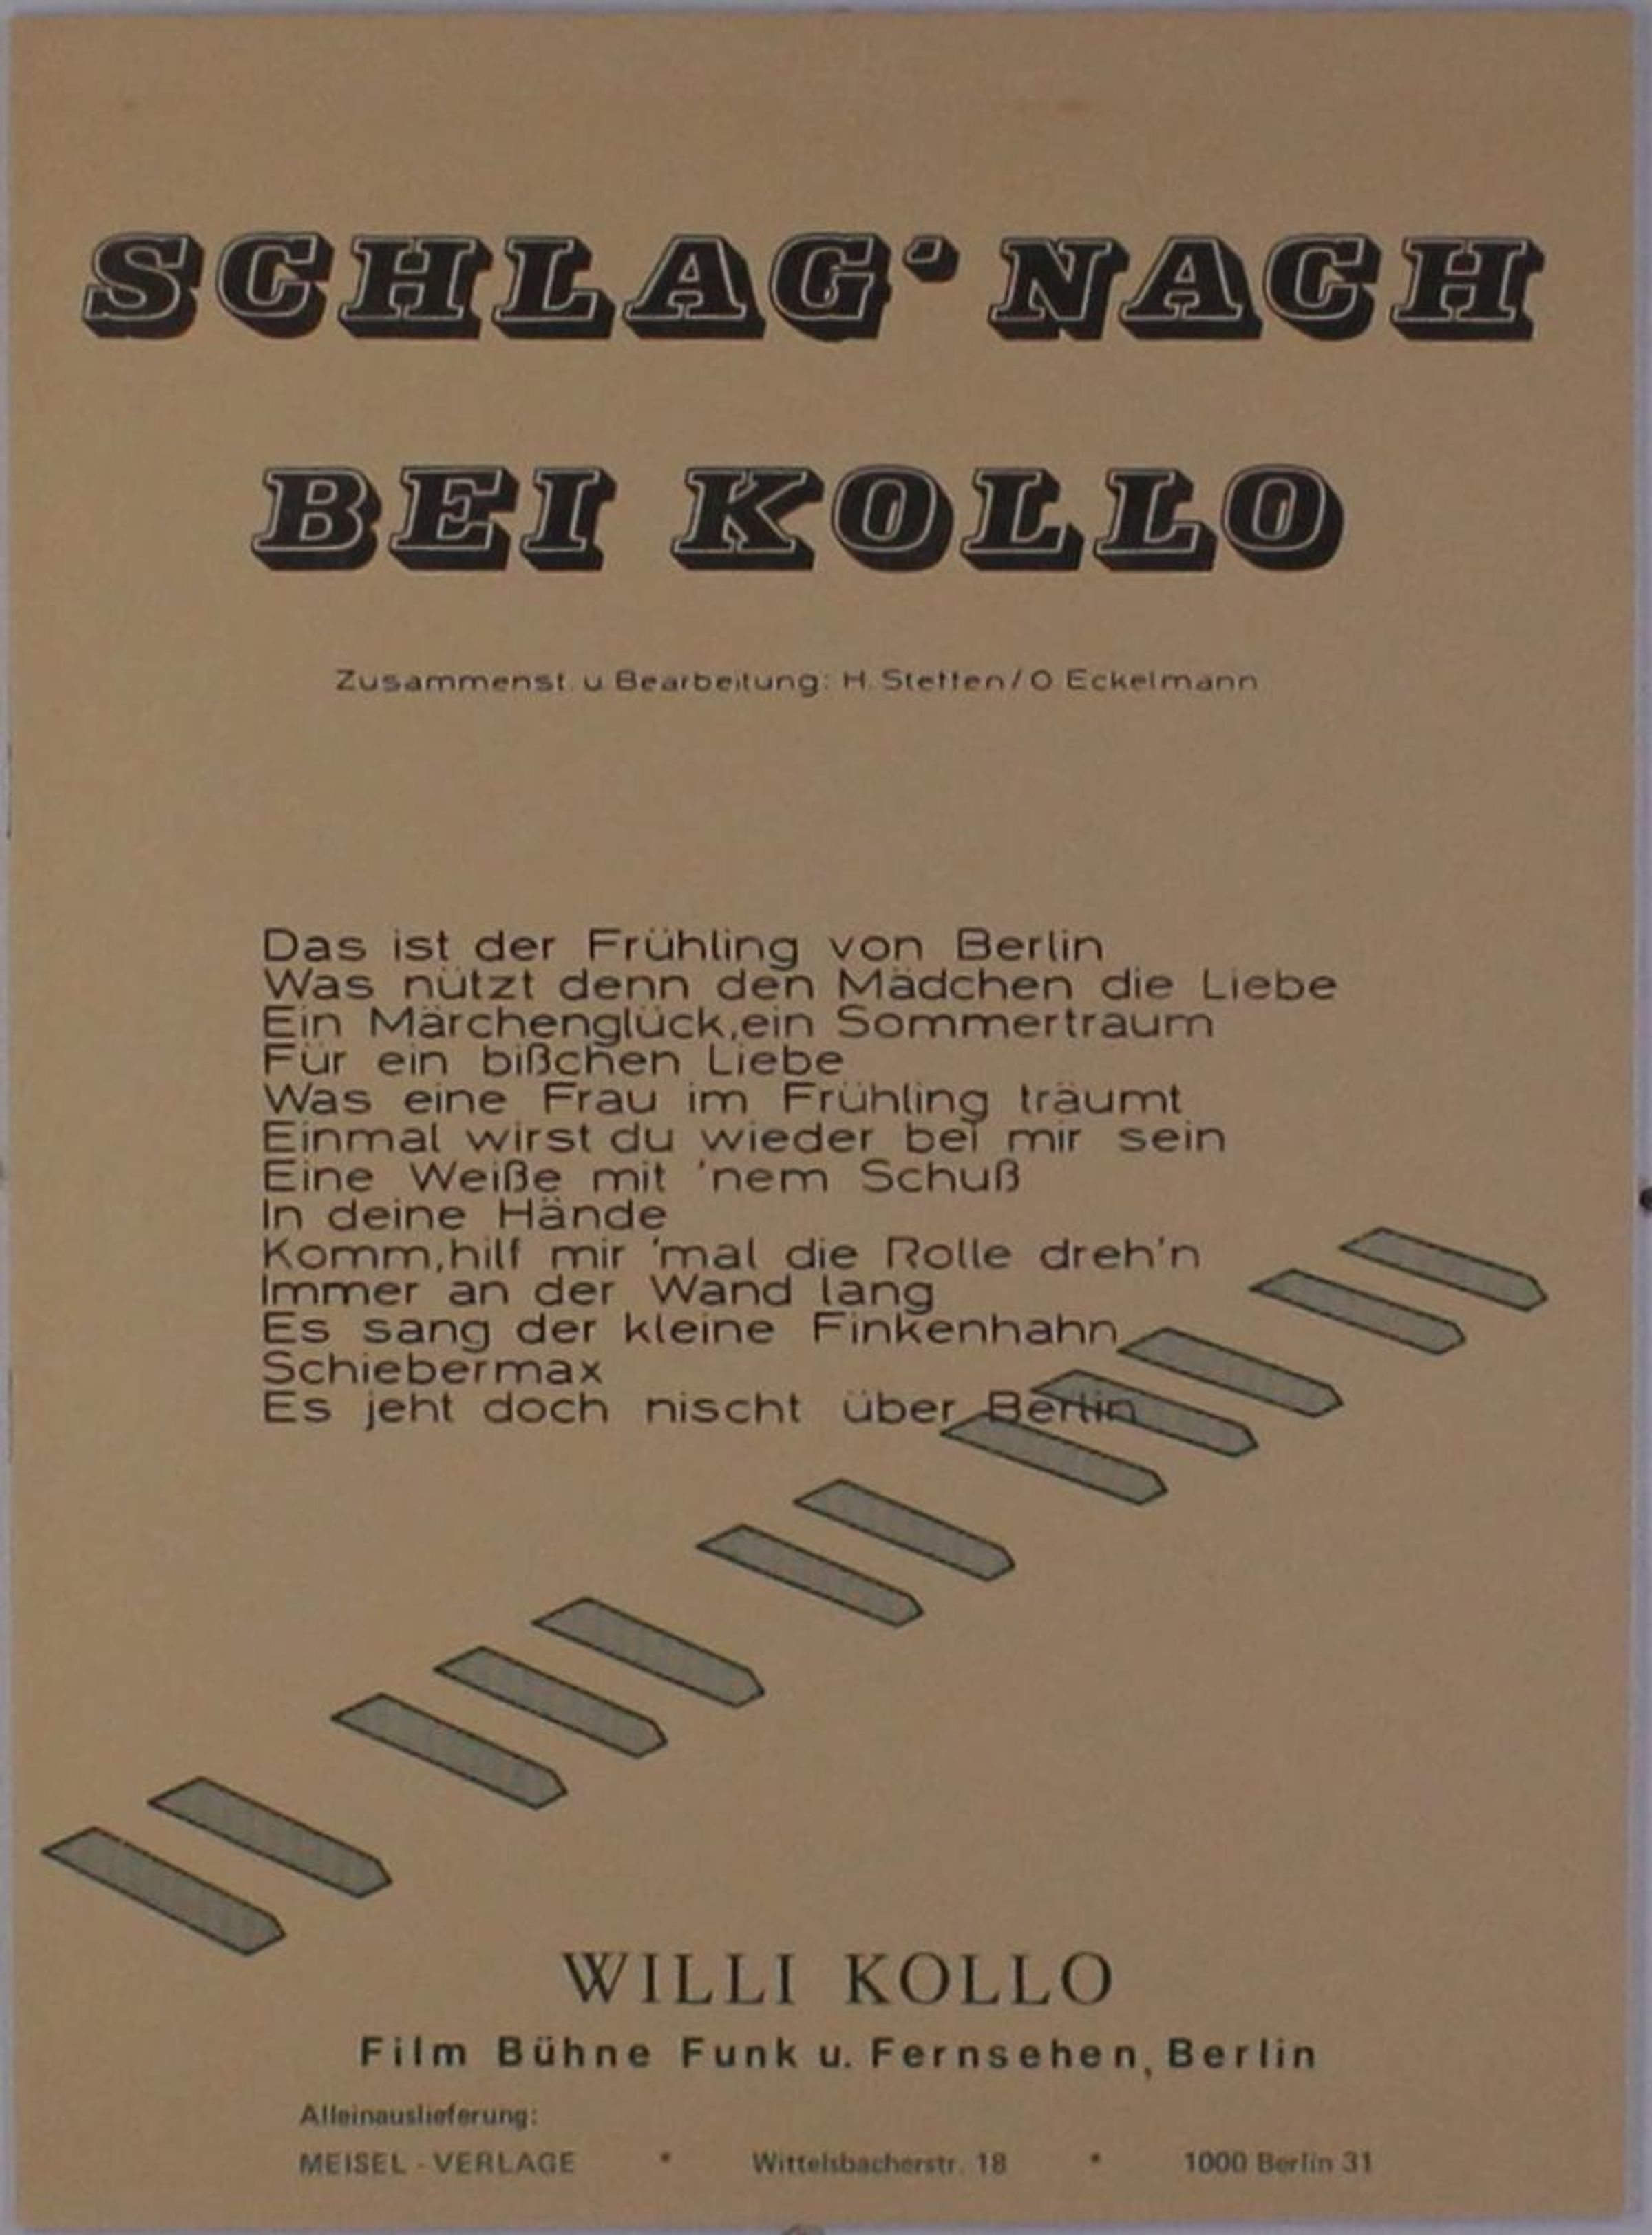 SCHLAG' NACH
BEI KOLLO
Zusammenst. u. Bearbeitung: H. Steffen/O. Eckelmann
Das ist der Frühling von Berlin
Was nützt denn den Mädchen die Liebe
Ein Märchenglück,ein Sommertraum
Für ein bißchen Liebe
Was eine Frau im Frühling träumt
Einmal wirst du wieder bei mir sein
Eine Weiße mit 'nem Schuß
In deine Hände
Komm,hilf mir 'mal die Rolle dreh'n
Immer an der Wand lang
Es sang der kleine Finkenhahn
Schiebermax
Es jeht doch nischt über Berlin
WILLI KOLLO
Film Bühne Funk u. Fernsehen, Berlin
Alleinauslieferung:
MEISEL - VERLAGE * Wittelsbacherstr. 18 * 1000 Berlin 31